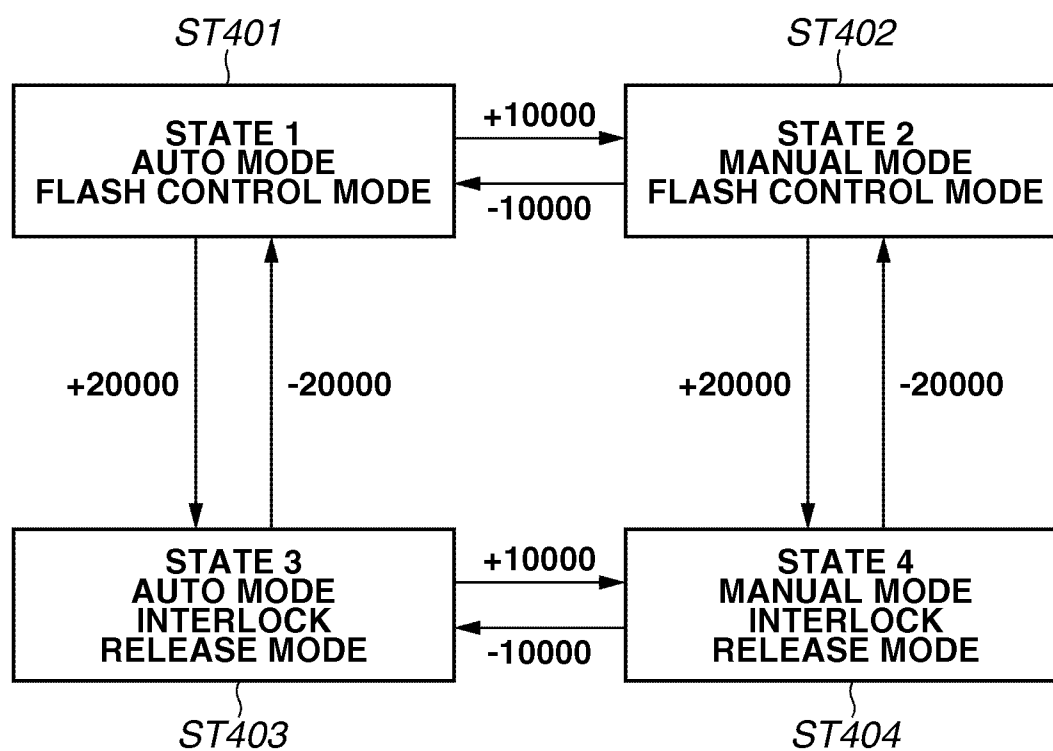 ST401
ST402
STATE 1
AUTO MODE
FLASH CONTROL MODE
+10000
-10000
STATE 2
MANUAL MODE
FLASH CONTROL MODE
+20000
-20000
+20000
-20000
STATE 3
AUTO MODE
INTERLOCK
RELEASE MODE
+10000
-10000
STATE 4
MANUAL MODE
INTERLOCK
RELEASE MODE
ST403
ST404